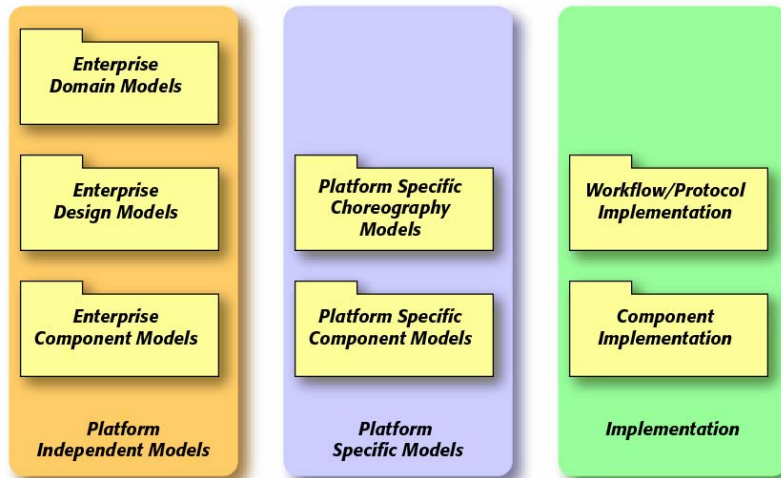 Enterprise
Domain Models
Enterprise
Design Models
Enterprise
Component Models
Platform
Independent Models
Platform Specific
Choreography
Models
Platform Specific
Component Models
Platform
Specific Models
Workflow/Protocol
Implementation
Component
Implementation
Implementation